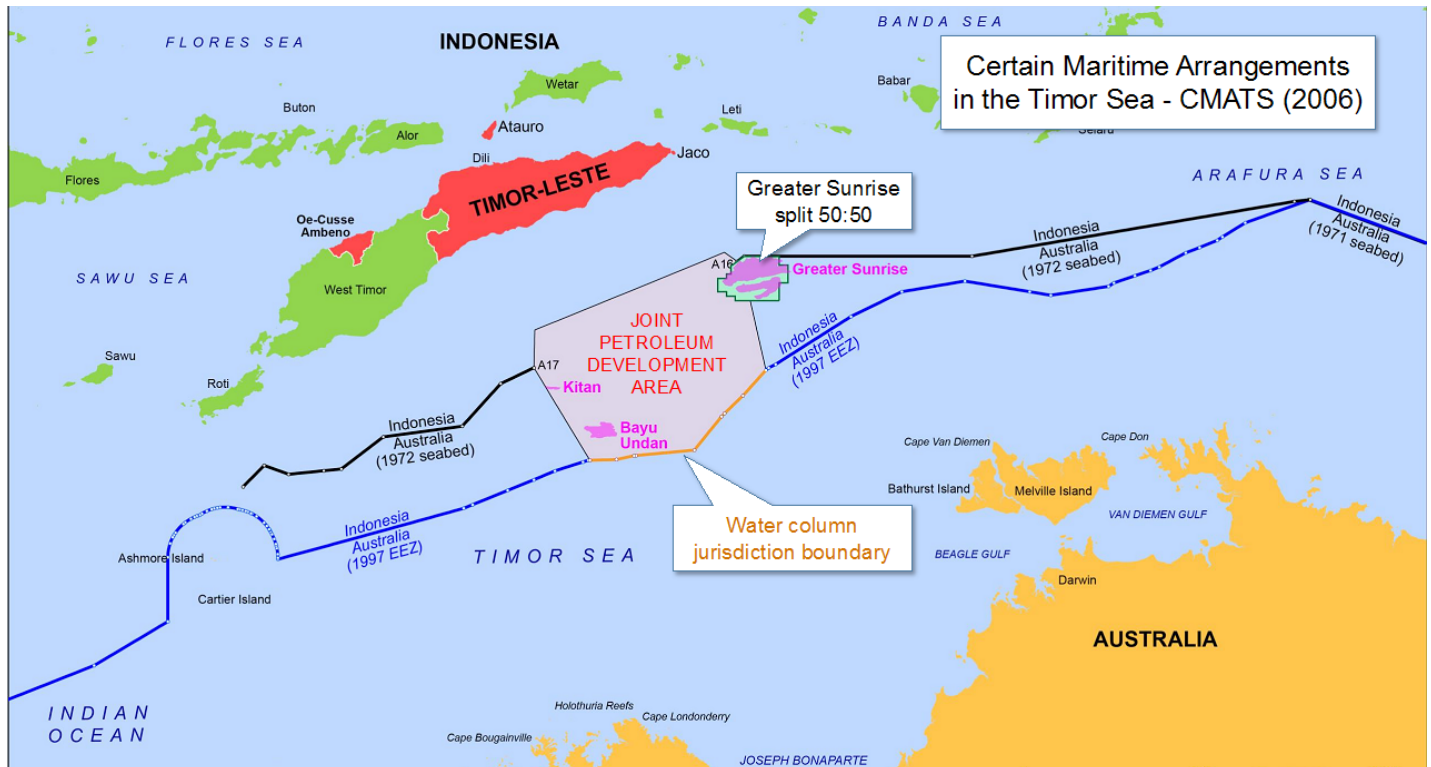 FLORES SEA
INDONESIA
BANDA SEA
Certain Maritime Arrangements
in the Timor Sea - CMATS (2006)
Wetar
Babar
Buton
Leti
Atauro
Selaru
Alor
Dili
Jaco
Flores
TIMOR-LESTE
Greater Sunrise
split 50:50
ARAFURA SEA
Oe-Cusse
Ambeno
Indonesia
Australia
(1971 seabed)
Indonesia
Australia
(1972 seabed)
A16
Greater Sunrise
SAWU SEA
West Timor
JOINT
PETROLEUM
DEVELOPMENT
AREA
Indonesia
Australia
(1997 EEZ)
Sawu
A17
Roti
Kitan
Indonesia
Australia
(1972 seabed)
Bayu
Undan
Cape Van Diemen
Cape Don
Bathurst Island
Melville Island
VAN DIEMEN GULF
Indonesia
Australia
(1997 EEZ)
Water column
jurisdiction boundary
TIMOR SEA
BEAGLE GULF
Ashmore Island
Darwin
Cartier Island
AUSTRALIA
INDIAN
OCEAN
Holothuria Reefs
Cape Londonderry
Cape Bougainville
JOSEPH BONAPARTE